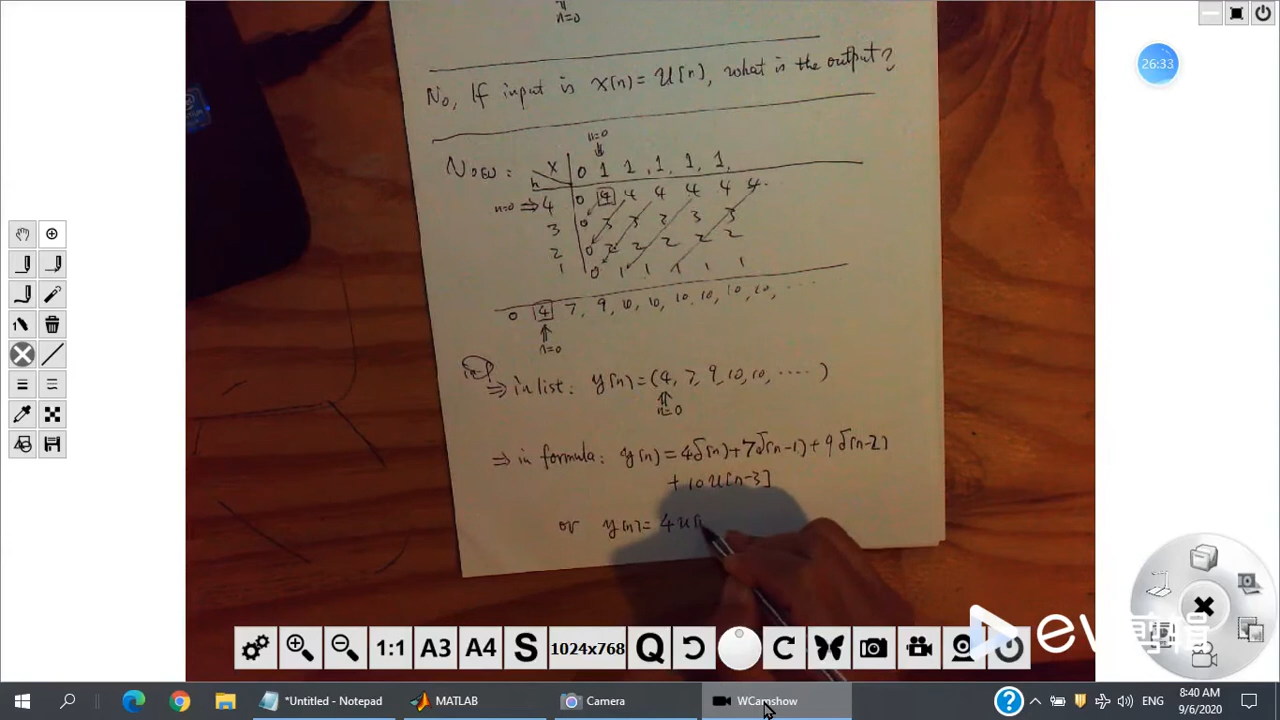 n=0
26:33
No, If input is x[n]=u[n], what is the output?
n=0
Now: x 0 1 1, 1, 1, 1,
h
n=0 ⇒ 4 0 4 4 4 4 4 4.
3 0 3 3 3 3 3
2 0 2 2 2 2 2
1 0 1 1 1 1 1
0 4 7, 9, 10, 10, 10, 10, 10, ....
n=0
⇒ in list: y[n]=(4, 7, 9, 10, 10, .....)
n=0
⇒ in formula: y[n]=4δ[n]+7δ[n-1]+9δ[n-2]
+10u[n-3]
or y[n]=4u[n
1:1 A3 A4 S 1024x768 Q
*Untitled - Notepad MATLAB Camera WCamshow ENG 8:40 AM
9/6/2020